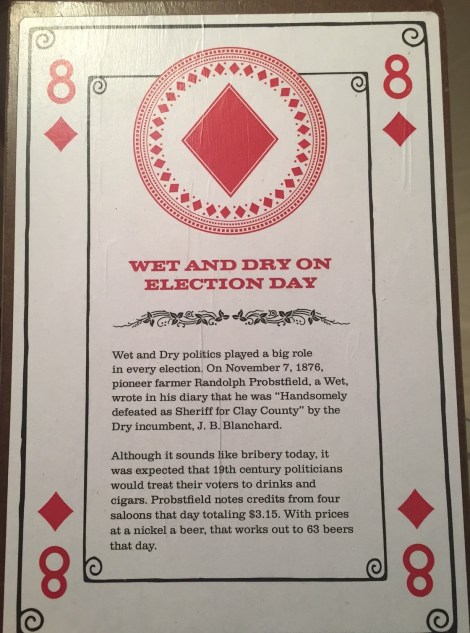 8 8
WET AND DRY ON
ELECTION DAY
Wet and Dry politics played a big role
in every election. On November 7, 1876,
pioneer farmer Randolph Probstfield, a Wet,
wrote in his diary that he was "Handsomely
defeated as Sheriff for Clay County" by the
Dry incumbent, J. B. Blanchard.
Although it sounds like bribery today, it
was expected that 19th century politicians
would treat their voters to drinks and
cigars. Probstfield notes credits from four
saloons that day totaling $3.15. With prices
at a nickel a beer, that works out to 63 beers
that day.
8 8